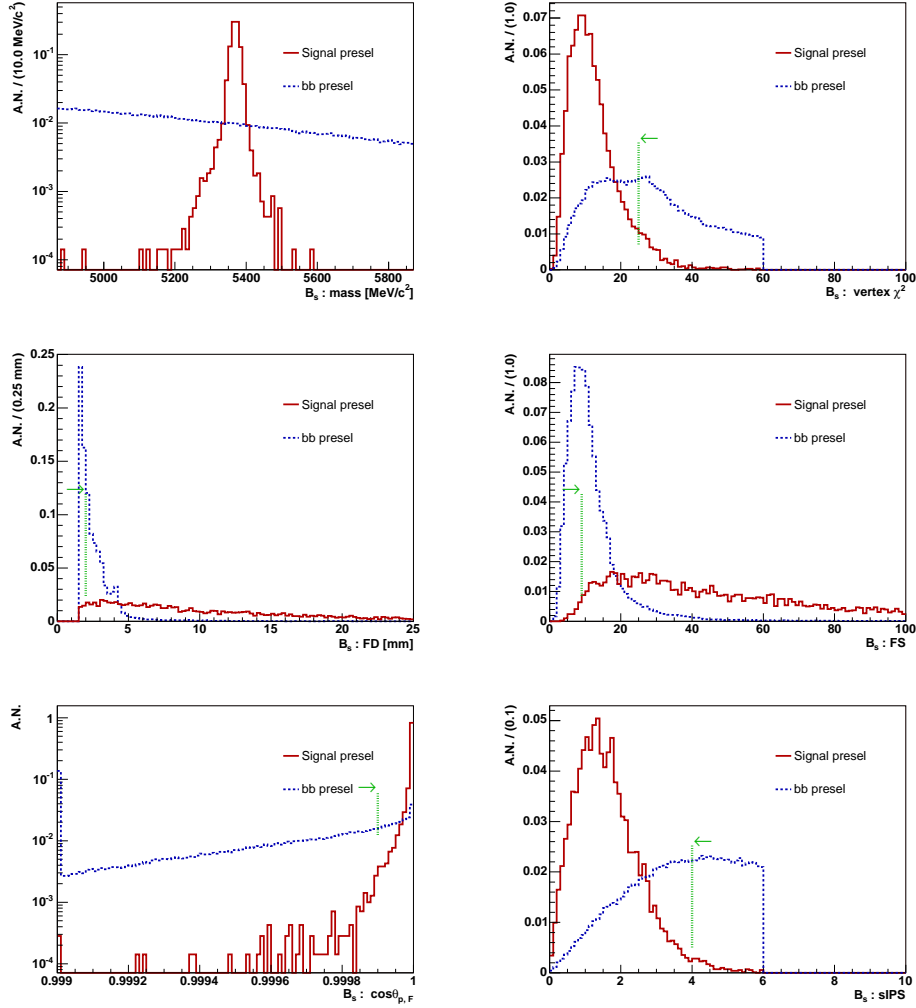 A.N. / (10.0 MeV/c²)
10⁻¹
10⁻²
10⁻³
10⁻⁴
Signal presel
bb presel
5000 5200 5400 5600 5800
B_s : mass [MeV/c²]
A.N. / (1.0)
0.07
0.06
0.05
0.04
0.03
0.02
0.01
0
Signal presel
bb presel
0 20 40 60 80 100
B_s : vertex χ²
A.N. / (0.25 mm)
0.25
0.2
0.15
0.1
0.05
0
Signal presel
bb presel
0 5 10 15 20 25
B_s : FD [mm]
A.N. / (1.0)
0.08
0.07
0.06
0.05
0.04
0.03
0.02
0.01
0
Signal presel
bb presel
0 20 40 60 80 100
B_s : FS
A.N.
1
10⁻¹
10⁻²
10⁻³
10⁻⁴
Signal presel
bb presel
0.999 0.9992 0.9994 0.9996 0.9998 1
B_s : cosθ_p, F
A.N. / (0.1)
0.05
0.04
0.03
0.02
0.01
0
Signal presel
bb presel
0 2 4 6 8 10
B_s : sIPS